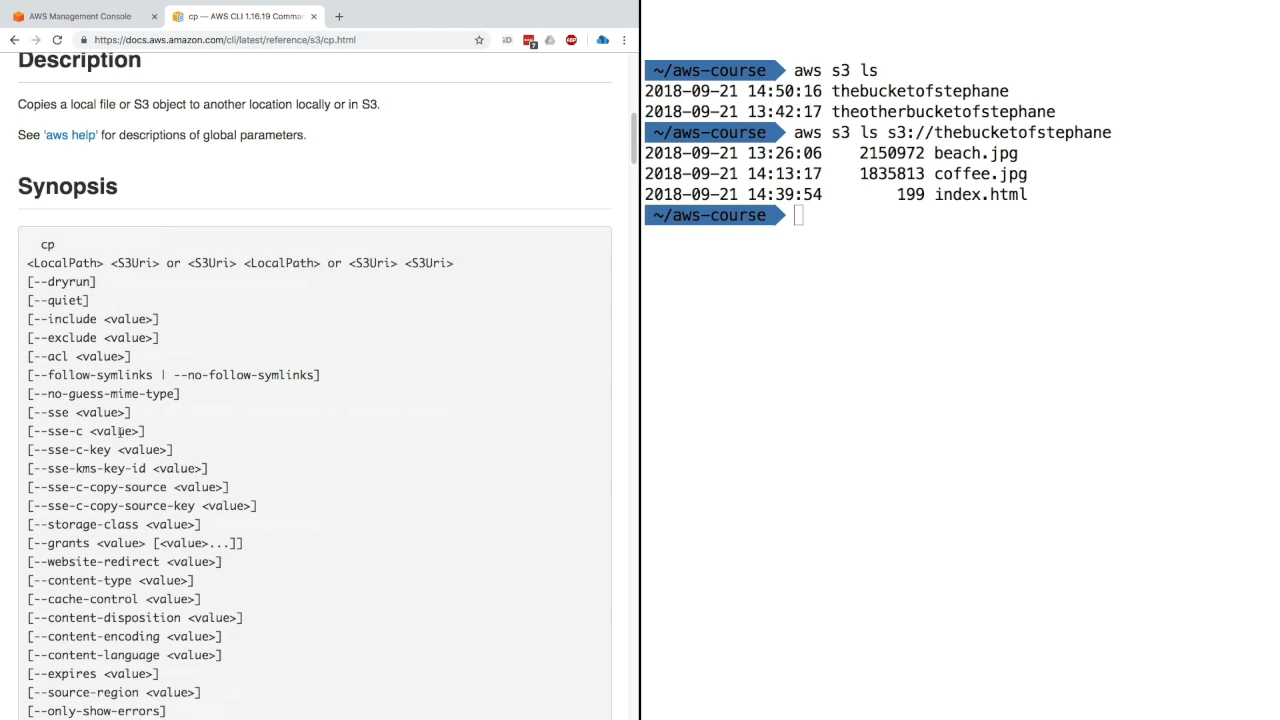 AWS Management Console
cp — AWS CLI 1.16.19 Comman
https://docs.aws.amazon.com/cli/latest/reference/s3/cp.html
iD
7
ABP
Description
Copies a local file or S3 object to another location locally or in S3.
See 'aws help' for descriptions of global parameters.
Synopsis
cp
<LocalPath> <S3Uri> or <S3Uri> <LocalPath> or <S3Uri> <S3Uri>
[--dryrun]
[--quiet]
[--include <value>]
[--exclude <value>]
[--acl <value>]
[--follow-symlinks | --no-follow-symlinks]
[--no-guess-mime-type]
[--sse <value>]
[--sse-c <value>]
[--sse-c-key <value>]
[--sse-kms-key-id <value>]
[--sse-c-copy-source <value>]
[--sse-c-copy-source-key <value>]
[--storage-class <value>]
[--grants <value> [<value>...]]
[--website-redirect <value>]
[--content-type <value>]
[--cache-control <value>]
[--content-disposition <value>]
[--content-encoding <value>]
[--content-language <value>]
[--expires <value>]
[--source-region <value>]
[--only-show-errors]
~/aws-course aws s3 ls
2018-09-21 14:50:16 thebucketofstephane
2018-09-21 13:42:17 theotherbucketofstephane
~/aws-course aws s3 ls s3://thebucketofstephane
2018-09-21 13:26:06 2150972 beach.jpg
2018-09-21 14:13:17 1835813 coffee.jpg
2018-09-21 14:39:54 199 index.html
~/aws-course